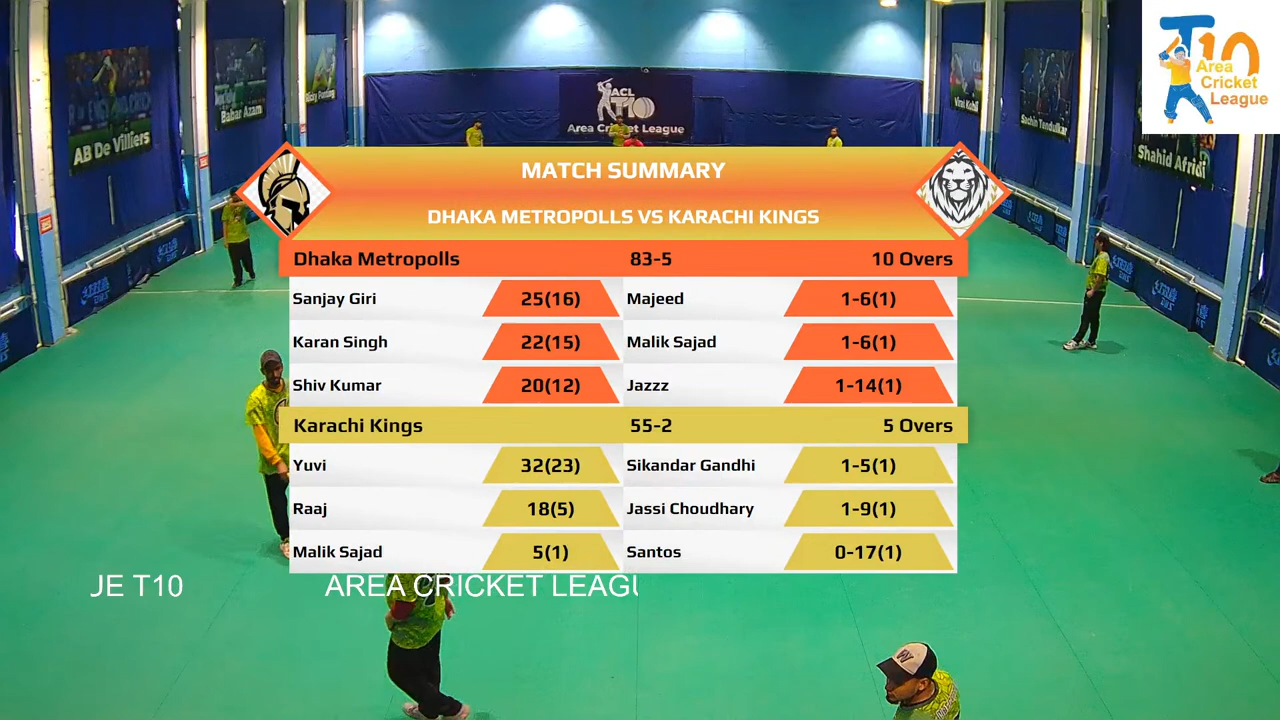 T10
Area
Cricket
League
AB De Villiers
Babar Azam
Ricky Ponting
ACL
T10
Area Cricket League
Virat Kohli
Sachin Tendulkar
Shahid Afridi
MATCH SUMMARY
DHAKA METROPOLLS VS KARACHI KINGS
Dhaka Metropolls 83-5 10 Overs
Sanjay Giri 25(16) Majeed 1-6(1)
Karan Singh 22(15) Malik Sajad 1-6(1)
Shiv Kumar 20(12) Jazzz 1-14(1)
Karachi Kings 55-2 5 Overs
Yuvi 32(23) Sikandar Gandhi 1-5(1)
Raaj 18(5) Jassi Choudhary 1-9(1)
Malik Sajad 5(1) Santos 0-17(1)
JE T10 AREA CRICKET LEAGU
W